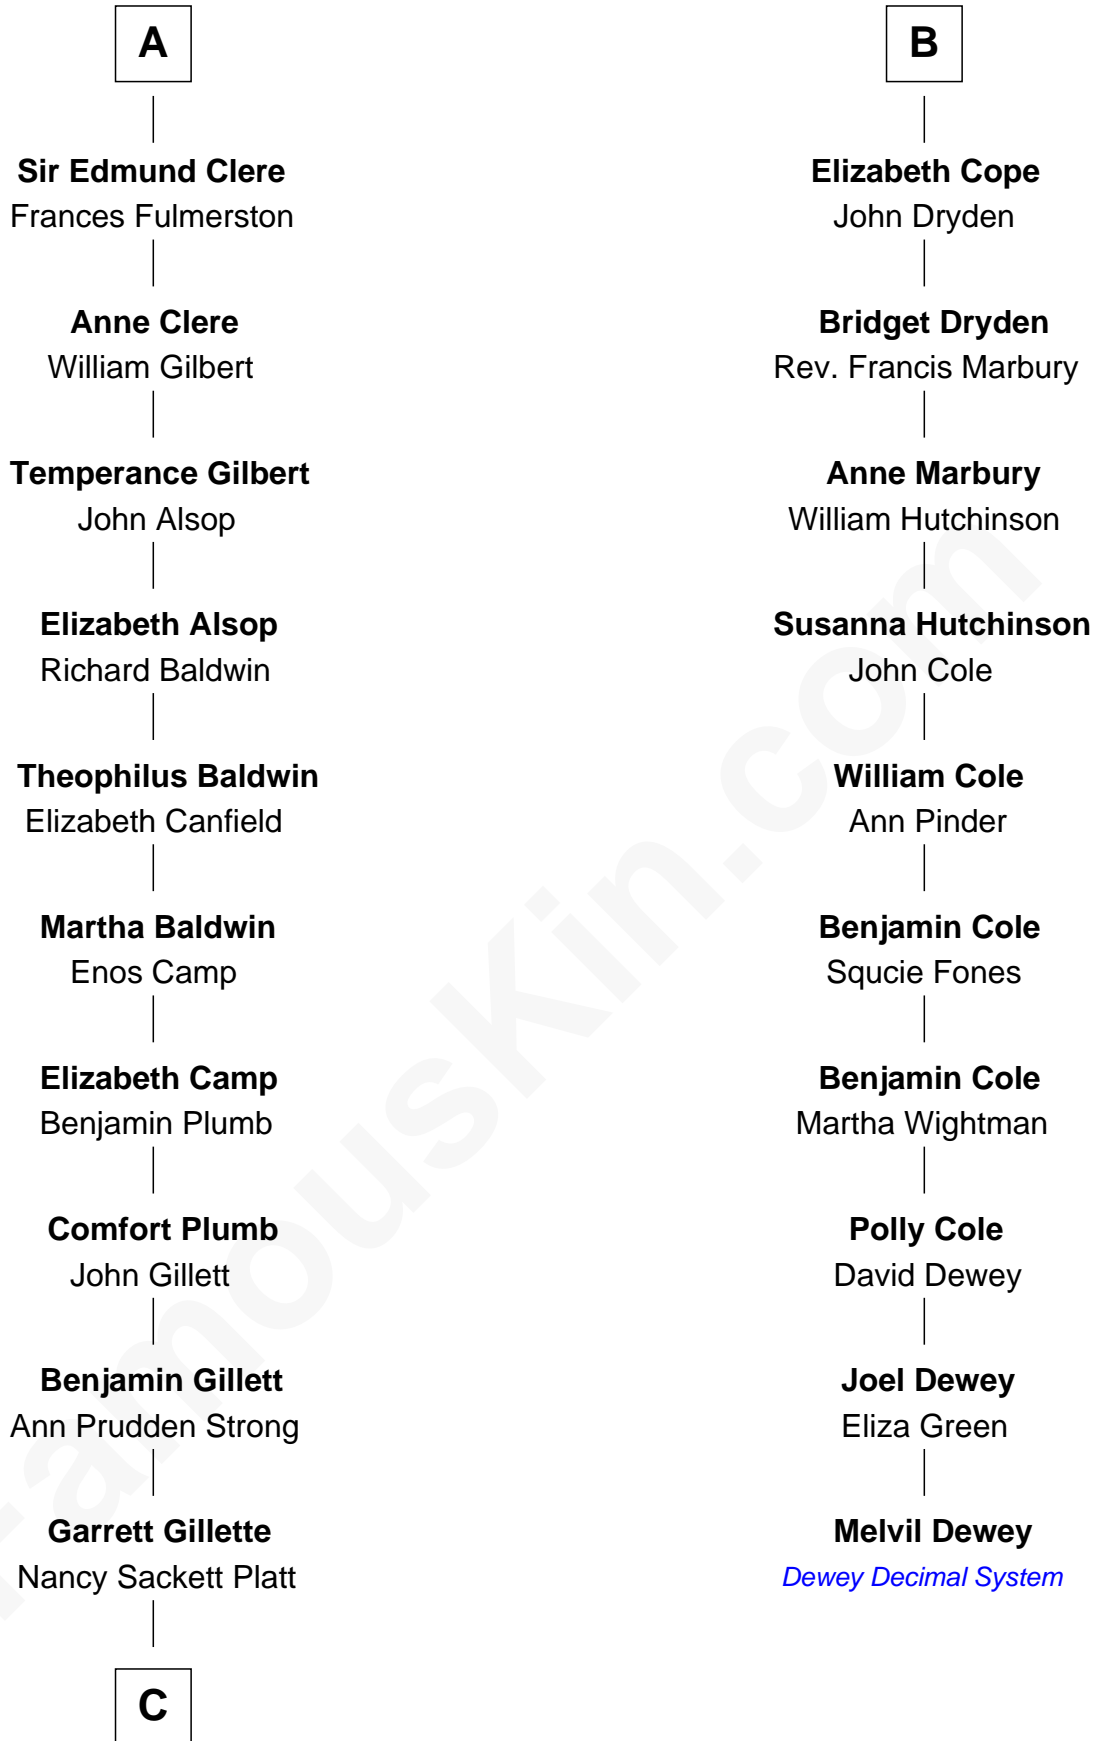 A
Sir Edmund Clere
Frances Fulmerston
Anne Clere
William Gilbert
Temperance Gilbert
John Alsop
Elizabeth Alsop
Richard Baldwin
Theophilus Baldwin
Elizabeth Canfield
Martha Baldwin
Enos Camp
Elizabeth Camp
Benjamin Plumb
Comfort Plumb
John Gillett
Benjamin Gillett
Ann Prudden Strong
Garrett Gillette
Nancy Sackett Platt
C
B
Elizabeth Cope
John Dryden
Bridget Dryden
Rev. Francis Marbury
Anne Marbury
William Hutchinson
Susanna Hutchinson
John Cole
William Cole
Ann Pinder
Benjamin Cole
Squcie Fones
Benjamin Cole
Martha Wightman
Polly Cole
David Dewey
Joel Dewey
Eliza Green
Melvil Dewey
Dewey Decimal System
FamousKin.com